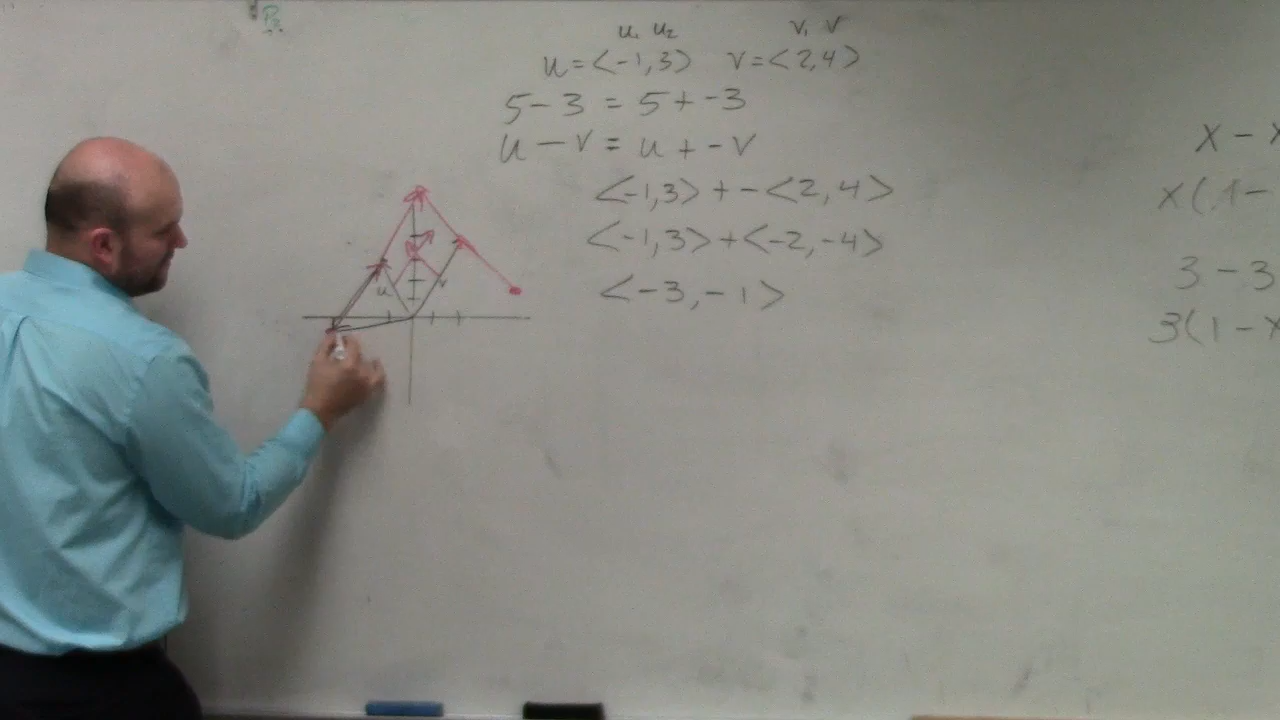 P2
u₁ u₂ v, v
u = <-1,3> v = <2,4>
5 - 3 = 5 + -3
u - v = u + -v
<-1,3> + -<2,4>
<-1,3> + <-2,-4>
<-3,-1>
u v
x - x
x(1 -
3 - 3
3(1 - x